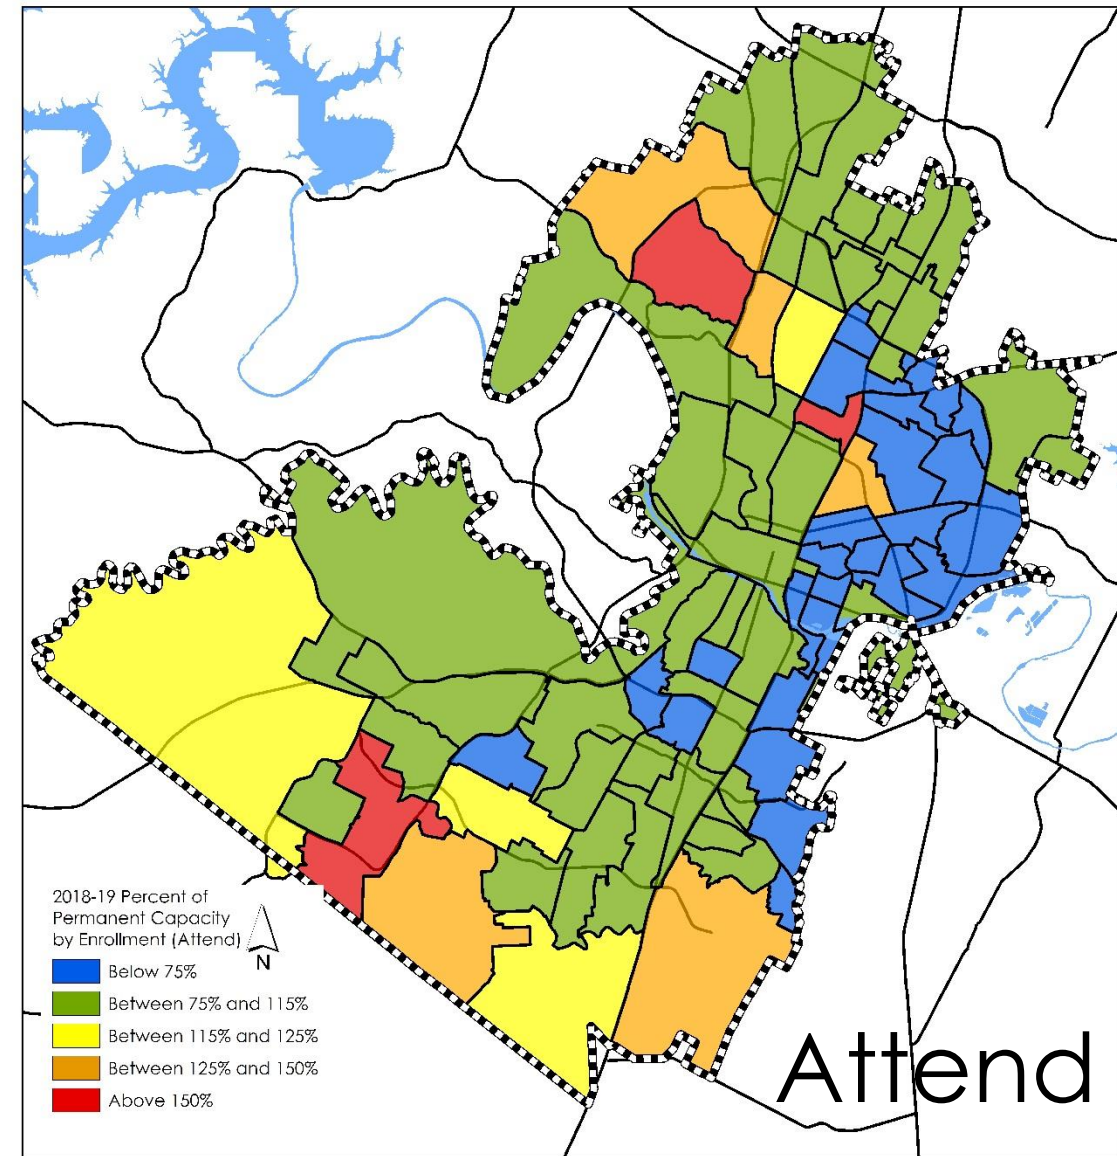 2018-19 Percent of
Permanent Capacity
by Enrollment (Attend)
N
Below 75%
Between 75% and 115%
Between 115% and 125%
Between 125% and 150%
Above 150%
Attend